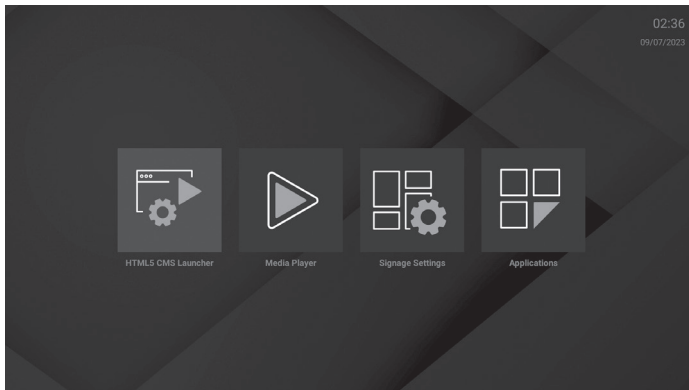 02:36
09/07/2023
HTML5 CMS Launcher
Media Player
Signage Settings
Applications